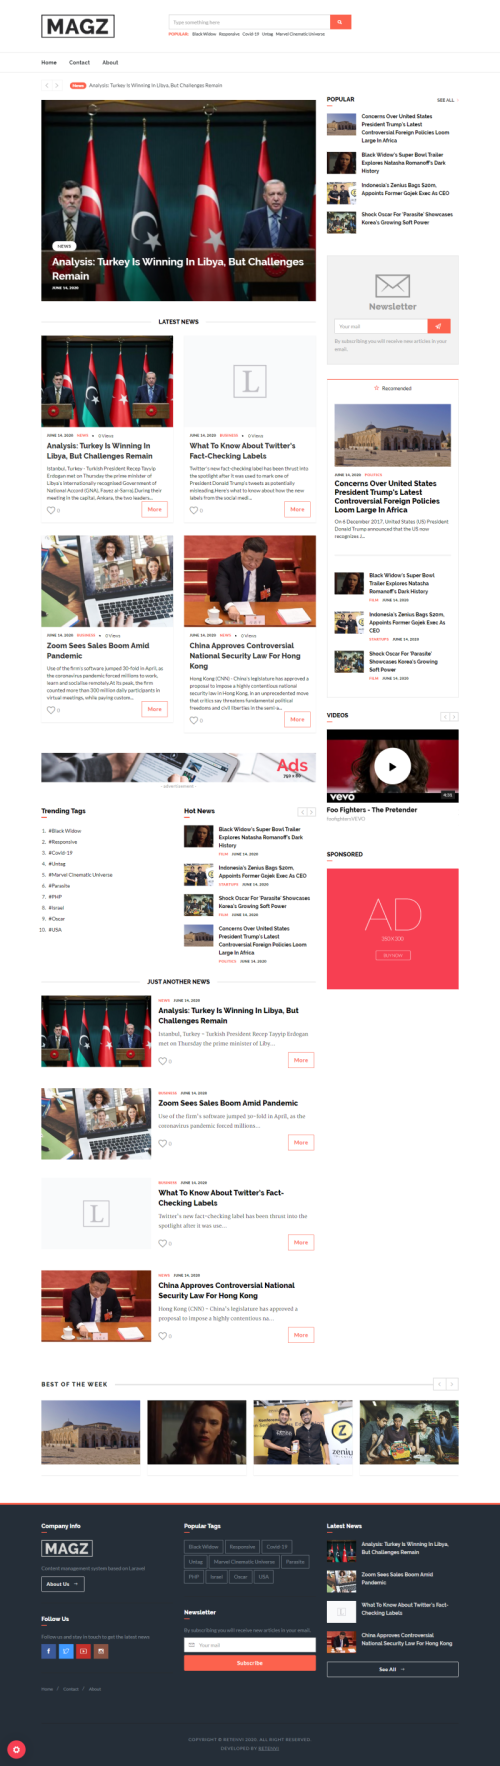 MAGZ
Type something here
POPULAR: Black Widow Responsive Covid-19 Untag Marvel Cinematic Universe
Home Contact About
News Analysis: Turkey Is Winning In Libya, But Challenges Remain
NEWS
Analysis: Turkey Is Winning In Libya, But Challenges
Remain
JUNE 14, 2020
POPULAR
SEE ALL
Concerns Over United States
President Trump's Latest
Controversial Foreign Policies Loom
Large In Africa
Black Widow's Super Bowl Trailer
Explores Natasha Romanoff's Dark
History
Indonesia's Zenius Bags $20m,
Appoints Former Gojek Exec As CEO
Shock Oscar For 'Parasite' Showcases
Korea's Growing Soft Power
Newsletter
Your mail
By subscribing you will receive new articles in your
email.
LATEST NEWS
JUNE 14, 2020 NEWS • 0 Views
Analysis: Turkey Is Winning In
Libya, But Challenges Remain
Istanbul, Turkey - Turkish President Recep Tayyip
Erdogan met on Thursday the prime minister of
Libya's internationally recognised Government of
National Accord (GNA), Fayez al-Sarraj.During their
meeting in the capital, Ankara, the two leaders...
0
More
JUNE 14, 2020 BUSINESS • 0 Views
What To Know About Twitter's
Fact-Checking Labels
Twitter's new fact-checking label has been thrust into
the spotlight after it was used to mark one of
President Donald Trump's tweets as potentially
misleading.Here's what to know about how the new
labels from the social medi...
0
More
JUNE 14, 2020 BUSINESS • 0 Views
Zoom Sees Sales Boom Amid
Pandemic
Use of the firm's software jumped 30-fold in April, as
the coronavirus pandemic forced millions to work,
learn and socialise remotely.At its peak, the firm
counted more than 300 million daily participants in
virtual meetings, while paying custom...
0
More
JUNE 14, 2020 NEWS • 0 Views
China Approves Controversial
National Security Law For Hong
Kong
Hong Kong (CNN) - China's legislature has approved a
proposal to impose a highly contentious national
security law in Hong Kong, in an unprecedented move
that critics say threatens fundamental political
freedoms and civil liberties in the semi-a...
0
More
Recomended
JUNE 14, 2020 POLITICS
Concerns Over United States
President Trump's Latest
Controversial Foreign Policies
Loom Large In Africa
On 6 December 2017, United States (US) President
Donald Trump announced that the US now
recognizes J...
Black Widow's Super Bowl
Trailer Explores Natasha
Romanoff's Dark History
FILM JUNE 14, 2020
Indonesia's Zenius Bags $20m,
Appoints Former Gojek Exec As
CEO
STARTUPS JUNE 14, 2020
Shock Oscar For 'Parasite'
Showcases Korea's Growing
Soft Power
FILM JUNE 14, 2020
VIDEOS
vevo
4:31
Foo Fighters - The Pretender
foofightersVEVO
Ads
750 x 80
- advertisement -
Trending Tags
1. #Black Widow
2. #Responsive
3. #Covid-19
4. #Untag
5. #Marvel Cinematic Universe
6. #Parasite
7. #PHP
8. #Israel
9. #Oscar
10. #USA
Hot News
Black Widow's Super Bowl Trailer
Explores Natasha Romanoff's Dark
History
FILM JUNE 14, 2020
Indonesia's Zenius Bags $20m,
Appoints Former Gojek Exec As CEO
STARTUPS JUNE 14, 2020
Shock Oscar For 'Parasite' Showcases
Korea's Growing Soft Power
FILM JUNE 14, 2020
Concerns Over United States
President Trump's Latest
Controversial Foreign Policies Loom
Large In Africa
POLITICS JUNE 14, 2020
SPONSORED
AD
BUY NOW
JUST ANOTHER NEWS
NEWS JUNE 14, 2020
Analysis: Turkey Is Winning In Libya, But
Challenges Remain
Istanbul, Turkey - Turkish President Recep Tayyip Erdogan
met on Thursday the prime minister of Liby...
0
More
BUSINESS JUNE 14, 2020
Zoom Sees Sales Boom Amid Pandemic
Use of the firm's software jumped 30-fold in April, as the
coronavirus pandemic forced millions...
0
More
BUSINESS JUNE 14, 2020
What To Know About Twitter's Fact-
Checking Labels
Twitter's new fact-checking label has been thrust into the
spotlight after it was use...
0
More
NEWS JUNE 14, 2020
China Approves Controversial National
Security Law For Hong Kong
Hong Kong (CNN) - China's legislature has approved a
proposal to impose a highly contentious na...
0
More
BEST OF THE WEEK
Company Info
MAGZ
Content management system based on Laravel
About Us
Follow Us
Follow us and stay in touch to get the latest news
Home / Contact / About
Popular Tags
Black Widow Responsive Covid-19
Untag Marvel Cinematic Universe Parasite
PHP Israel Oscar USA
Newsletter
By subscribing you will receive new articles in your email.
Your mail
Subscribe
Latest News
Analysis: Turkey Is Winning In Libya,
But Challenges Remain
Zoom Sees Sales Boom Amid
Pandemic
What To Know About Twitter's Fact-
Checking Labels
China Approves Controversial
National Security Law For Hong Kong
See All
COPYRIGHT © RETENVI 2020. ALL RIGHT RESERVED.
DEVELOPED BY RETENVI